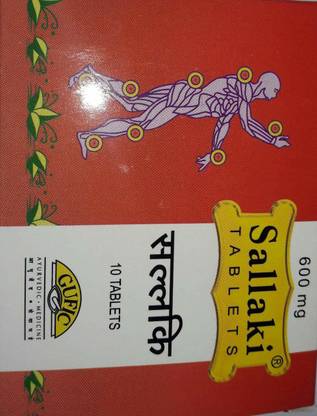 600 mg
Sallaki®
TABLETS
सल्लकि
10 TABLETS
GUFIC
AYURVEDIC MEDICINE